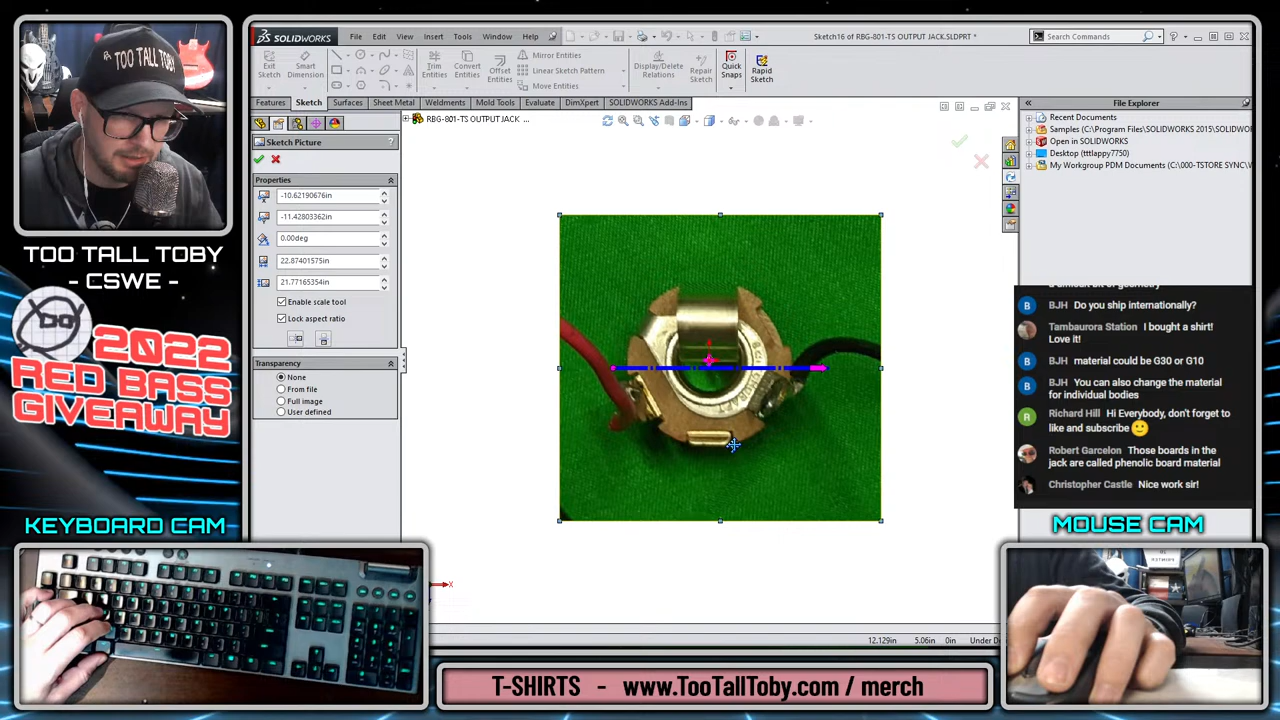 TOO TALL TOBY
TOO TALL TOBY
- CSWE -
2022
RED BASS
GIVEAWAY
KEYBOARD CAM
SOLIDWORKS
File Edit View Insert Tools Window Help
Sketch16 of RBG-801-TS OUTPUT JACK.SLDPRT *
Search Commands
Exit Sketch
Smart Dimension
Trim Entities
Convert Entities
Offset Entities
Mirror Entities
Linear Sketch Pattern
Move Entities
Display/Delete Relations
Repair Sketch
Quick Snaps
Rapid Sketch
Features Sketch Surfaces Sheet Metal Weldments Mold Tools Evaluate DimXpert SOLIDWORKS Add-Ins
Sketch Picture
?
Properties
-10.62190676in
-11.42803362in
0.00deg
22.87401575in
21.77165354in
Enable scale tool
Lock aspect ratio
Transparency
None
From file
Full image
User defined
RBG-801-TS OUTPUT JACK ...
X
12.129in 5.06in 0in Under De
File Explorer
Recent Documents
Samples (C:\Program Files\SOLIDWORKS 2015\SOLIDWO
Open in SOLIDWORKS
Desktop (tttlappy7750)
My Workgroup PDM Documents (C:\000-TSTORE SYNC\W
a difficult bit of geometry
B BJH Do you ship internationally?
Tambaurora Station I bought a shirt!
Love it!
B BJH material could be G30 or G10
B BJH You can also change the material
for individual bodies
Richard Hill Hi Everybody, don't forget to
like and subscribe 🙂
Robert Garcelon Those boards in the
jack are called phenolic board material
Christopher Castle Nice work sir!
MOUSE CAM
T-SHIRTS - www.TooTallToby.com / merch